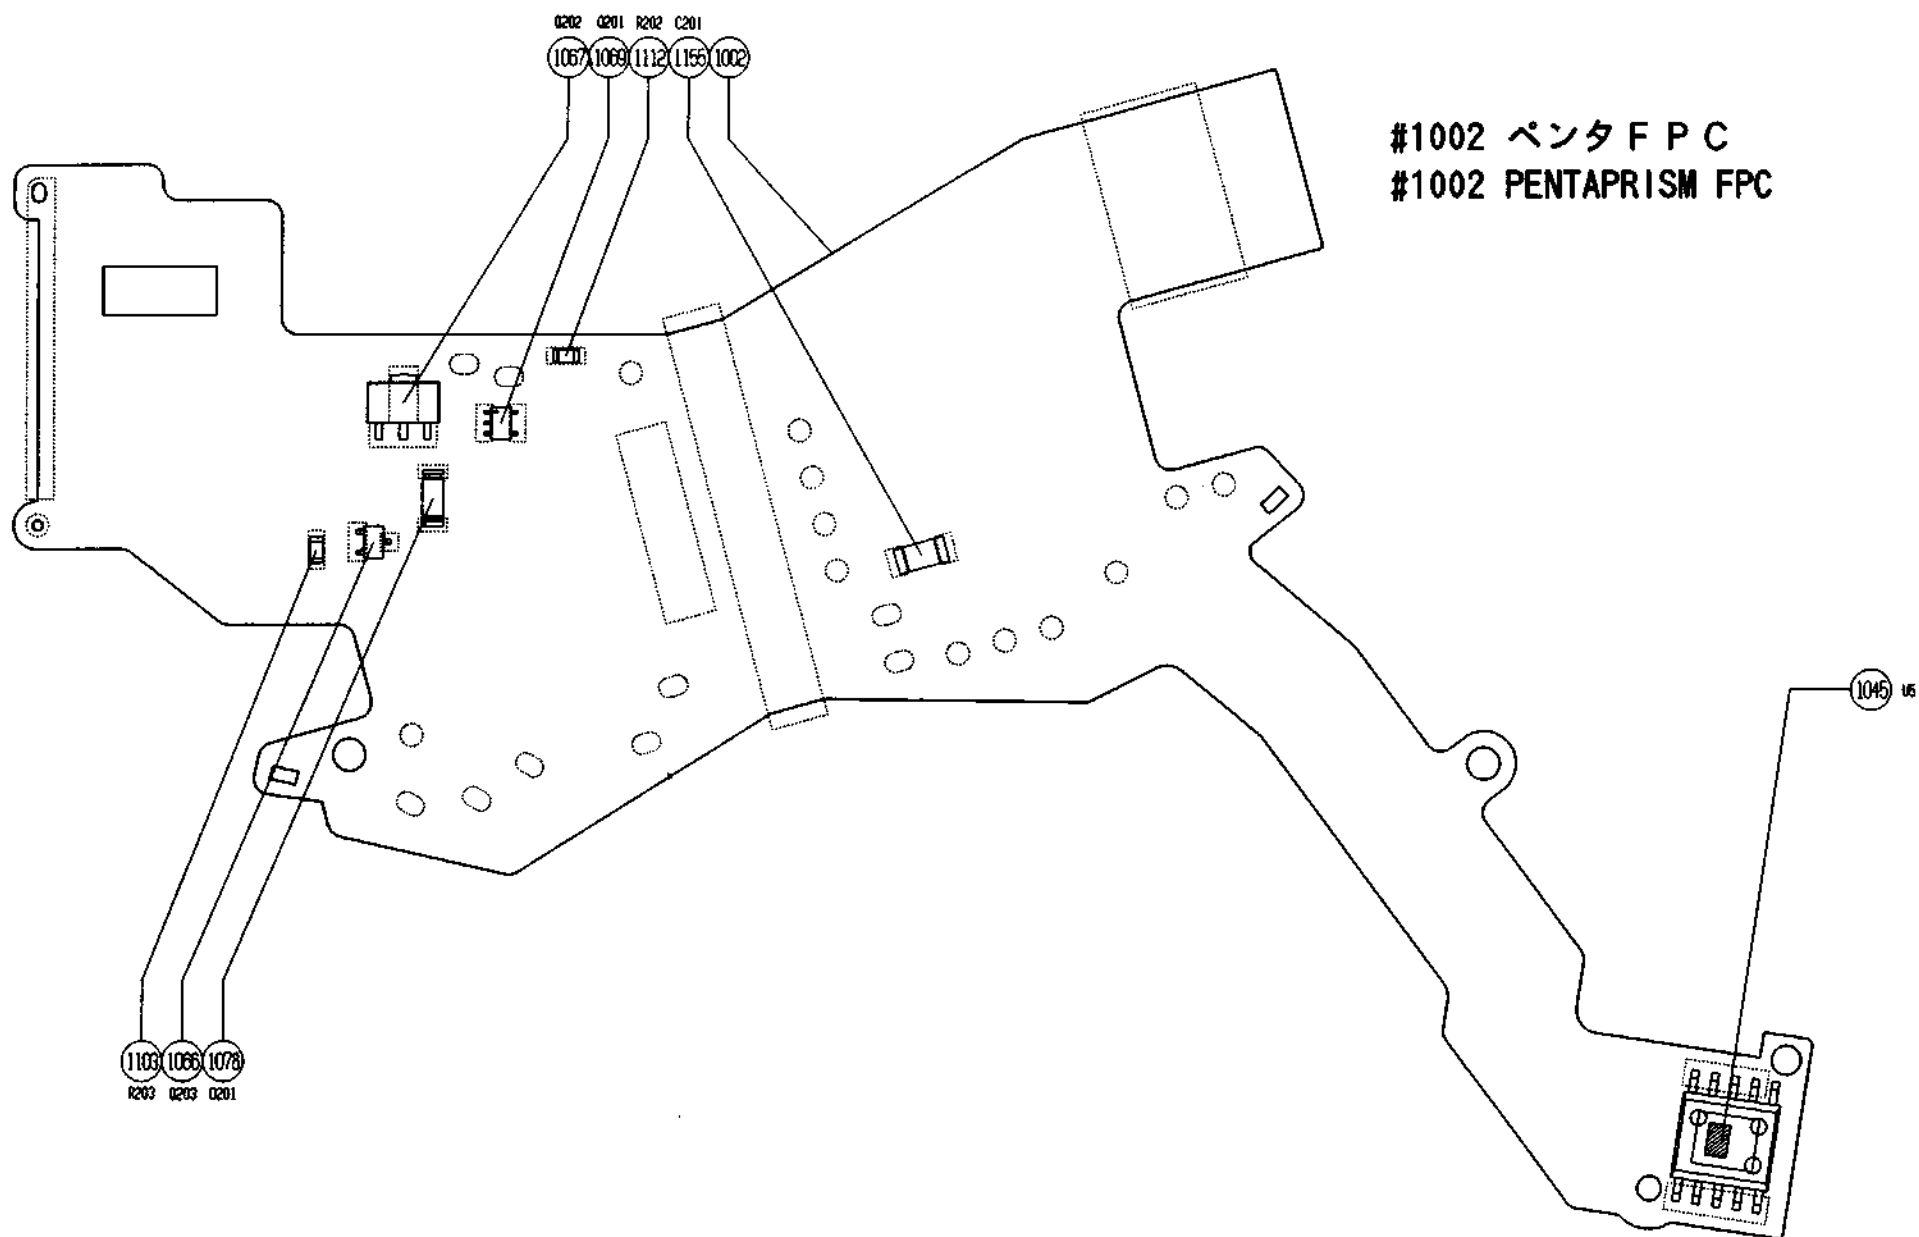 Q202 Q201 R202 C201
1067 1069 1112 1155 1002
#1002 ペンタFPC
#1002 PENTAPRISM FPC
1045 U5
1103 1066 1078
R203 Q203 D201